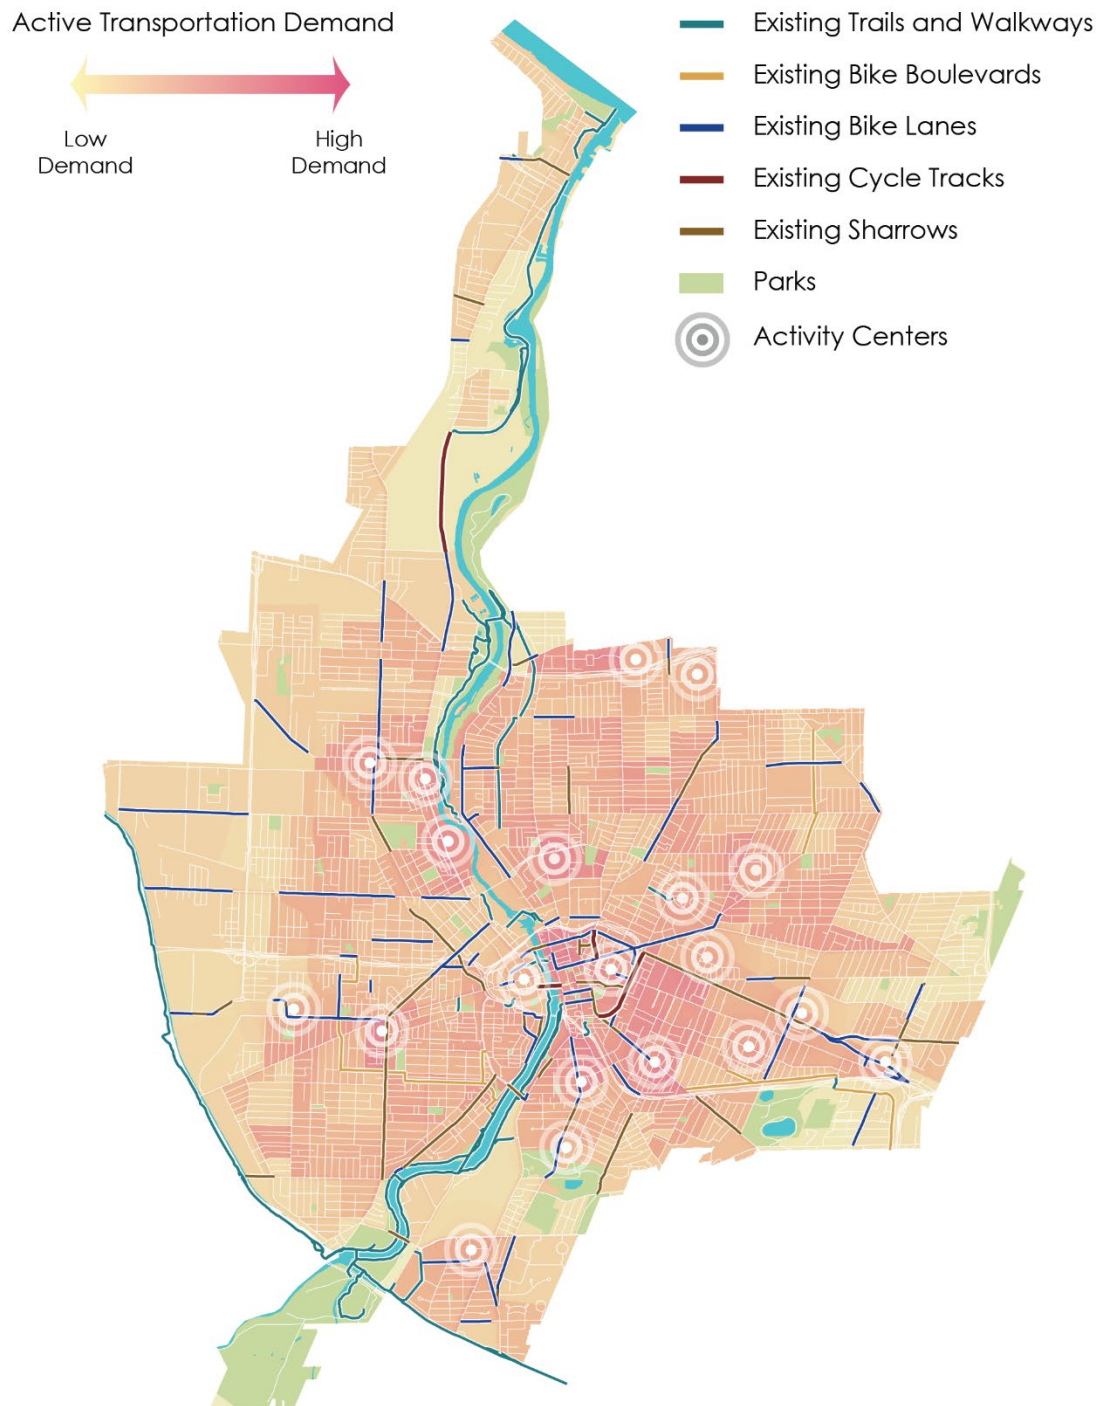 Active Transportation Demand
Low
Demand
High
Demand
Existing Trails and Walkways
Existing Bike Boulevards
Existing Bike Lanes
Existing Cycle Tracks
Existing Sharrows
Parks
Activity Centers